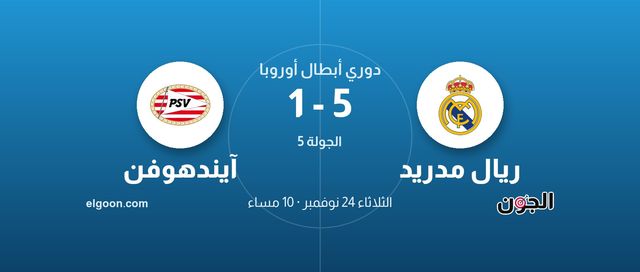 دوري أبطال أوروبا
1 - 5
الجولة 5
ريال مدريد
آيندهوفن
PSV
الثلاثاء 24 نوفمبر · 10 مساء
الجون
elgoon.com